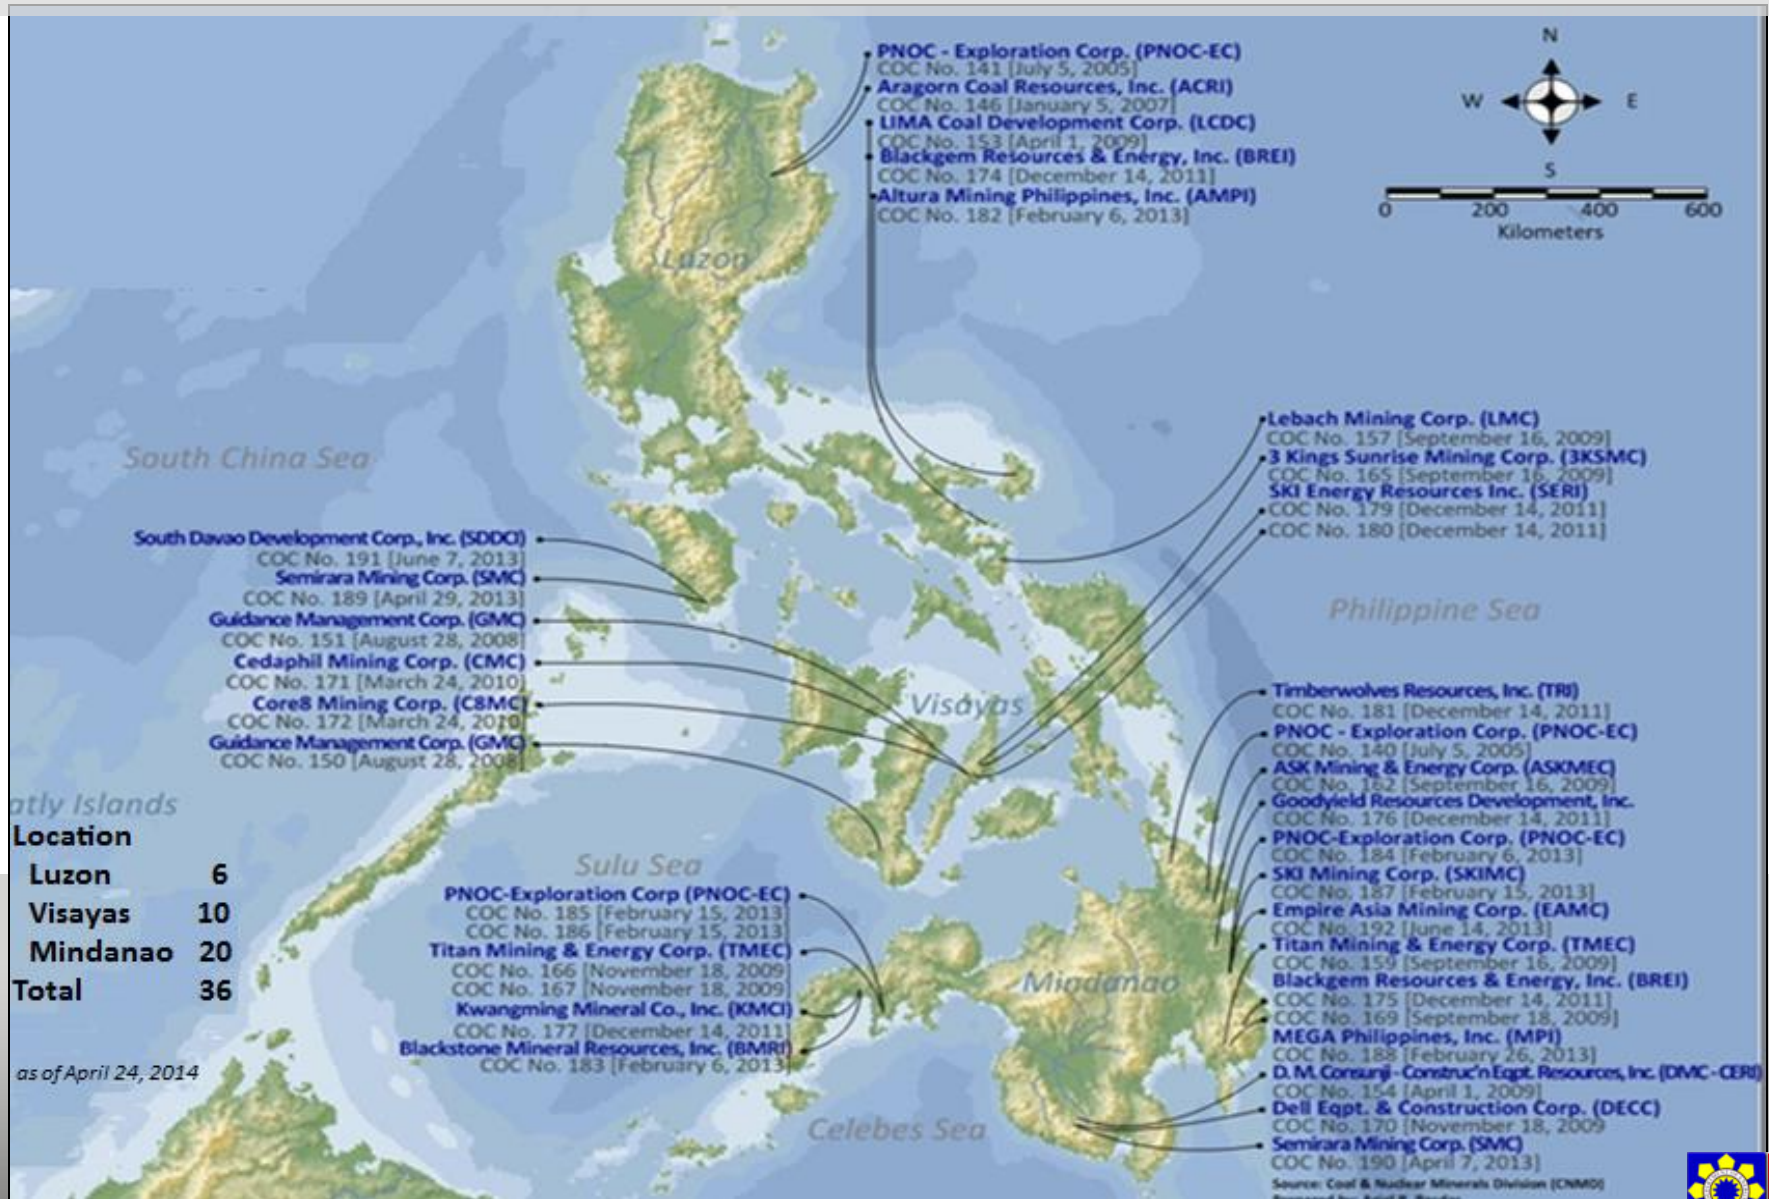 PNOC - Exploration Corp. (PNOC-EC)
COC No. 141 [July 5, 2005]
Aragorn Coal Resources, Inc. (ACRI)
COC No. 146 [January 5, 2007]
LIMA Coal Development Corp. (LCDC)
COC No. 153 [April 1, 2009]
Blackgem Resources & Energy, Inc. (BREI)
COC No. 174 [December 14, 2011]
Altura Mining Philippines, Inc. (AMPI)
COC No. 182 [February 6, 2013]
N
W E
S
0 200 400 600
Kilometers
Luzon
South China Sea
Lebach Mining Corp. (LMC)
COC No. 157 [September 16, 2009]
3 Kings Sunrise Mining Corp. (3KSMC)
COC No. 165 [September 16, 2009]
SKI Energy Resources Inc. (SERI)
COC No. 179 [December 14, 2011]
COC No. 180 [December 14, 2011]
South Davao Development Corp., Inc. (SDDCI)
COC No. 191 [June 7, 2013]
Semirara Mining Corp. (SMC)
COC No. 189 [April 29, 2013]
Guidance Management Corp. (GMC)
COC No. 151 [August 28, 2008]
Cedaphil Mining Corp. (CMC)
COC No. 171 [March 24, 2010]
Core8 Mining Corp. (C8MC)
COC No. 172 [March 24, 2010]
Guidance Management Corp. (GMC)
COC No. 150 [August 28, 2008]
Philippine Sea
Visayas
Timberwolves Resources, Inc. (TRI)
COC No. 181 [December 14, 2011]
PNOC - Exploration Corp. (PNOC-EC)
COC No. 140 [July 5, 2005]
ASK Mining & Energy Corp. (ASKMEC)
COC No. 162 [September 16, 2009]
Goodyield Resources Development, Inc.
COC No. 176 [December 14, 2011]
PNOC-Exploration Corp. (PNOC-EC)
COC No. 184 [February 6, 2013]
SKI Mining Corp. (SKIMC)
COC No. 187 [February 15, 2013]
Empire Asia Mining Corp. (EAMC)
COC No. 192 [June 14, 2013]
Titan Mining & Energy Corp. (TMEC)
COC No. 159 [September 16, 2009]
Blackgem Resources & Energy, Inc. (BREI)
COC No. 175 [December 14, 2011]
COC No. 169 [September 18, 2009]
MEGA Philippines, Inc. (MPI)
COC No. 188 [February 26, 2013]
D. M. Consunji - Construc'n Eqpt. Resources, Inc. (DMC - CERI)
COC No. 154 [April 1, 2009]
Dell Eqpt. & Construction Corp. (DECC)
COC No. 170 [November 18, 2009
Semirara Mining Corp. (SMC)
COC No. 190 [April 7, 2013]
Source: Coal & Nuclear Minerals Division (CNMD)
atly Islands
Location
Luzon 6
Visayas 10
Mindanao 20
Total 36
as of April 24, 2014
Sulu Sea
PNOC-Exploration Corp (PNOC-EC)
COC No. 185 [February 15, 2013]
COC No. 186 [February 15, 2013]
Titan Mining & Energy Corp. (TMEC)
COC No. 166 [November 18, 2009]
COC No. 167 [November 18, 2009]
Kwangming Mineral Co., Inc. (KMCI)
COC No. 177 [December 14, 2011]
Blackstone Mineral Resources, Inc. (BMRI)
COC No. 183 [February 6, 2013]
Mindanao
Celebes Sea